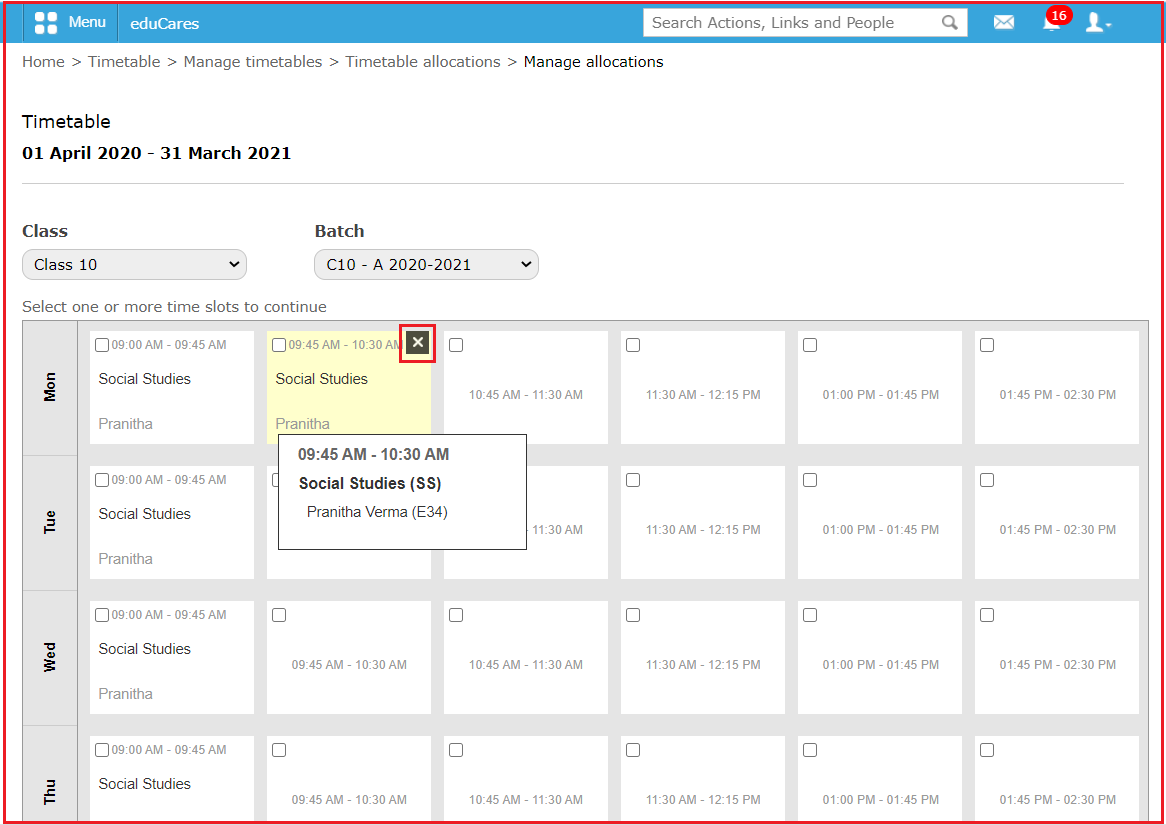 Menu eduCares Search Actions, Links and People 16
Home > Timetable > Manage timetables > Timetable allocations > Manage allocations
Timetable
01 April 2020 - 31 March 2021
Class Batch
Class 10 C10 - A 2020-2021
Select one or more time slots to continue
Mon
09:00 AM - 09:45 AM 09:45 AM - 10:30 AM
Social Studies Social Studies
10:45 AM - 11:30 AM 11:30 AM - 12:15 PM 01:00 PM - 01:45 PM 01:45 PM - 02:30 PM
Pranitha Pranitha
09:45 AM - 10:30 AM
Social Studies (SS)
Pranitha Verma (E34)
Tue
09:00 AM - 09:45 AM
Social Studies
- 11:30 AM 11:30 AM - 12:15 PM 01:00 PM - 01:45 PM 01:45 PM - 02:30 PM
Pranitha
Wed
09:00 AM - 09:45 AM
Social Studies
09:45 AM - 10:30 AM 10:45 AM - 11:30 AM 11:30 AM - 12:15 PM 01:00 PM - 01:45 PM 01:45 PM - 02:30 PM
Pranitha
Thu
09:00 AM - 09:45 AM
Social Studies
09:45 AM - 10:30 AM 10:45 AM - 11:30 AM 11:30 AM - 12:15 PM 01:00 PM - 01:45 PM 01:45 PM - 02:30 PM